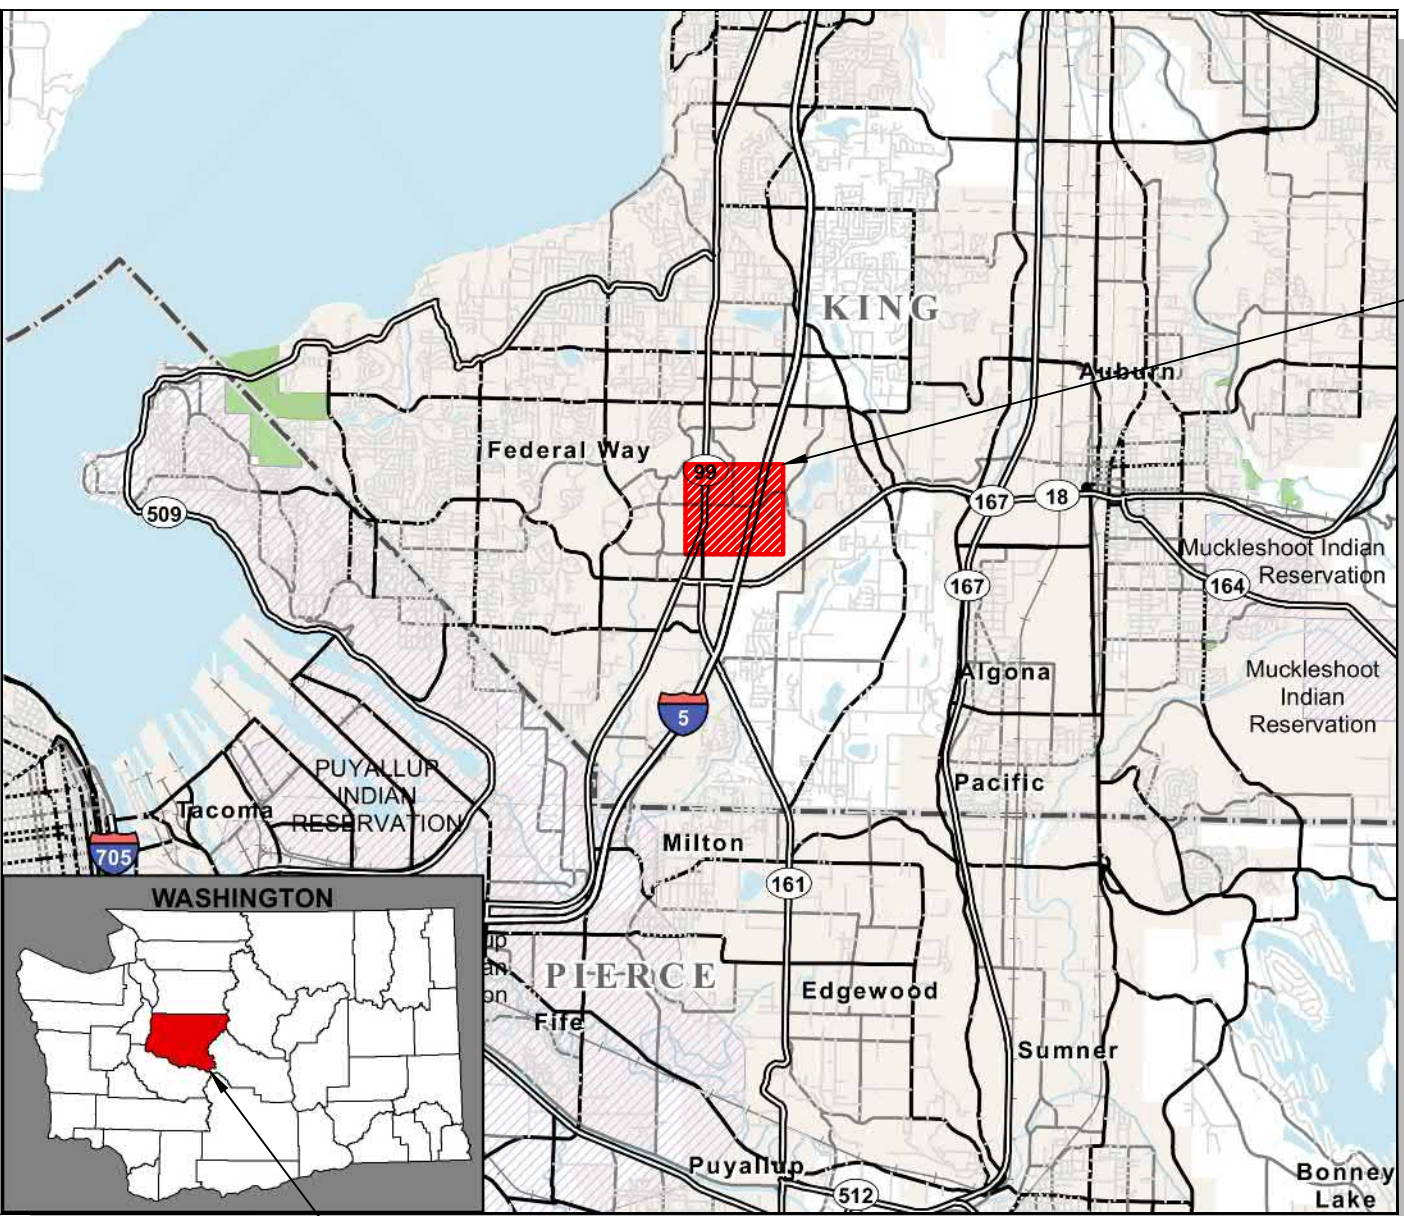 KING
Auburn
Federal Way
99
509
167
18
Muckleshoot Indian
Reservation
167
164
Algona
Muckleshoot
Indian
Reservation
5
PUYALLUP
INDIAN
RESERVATION
Pacific
Tacoma
Milton
705
161
WASHINGTON
PIERCE
Edgewood
Fife
Sumner
Puyallup
512
Bonney
Lake